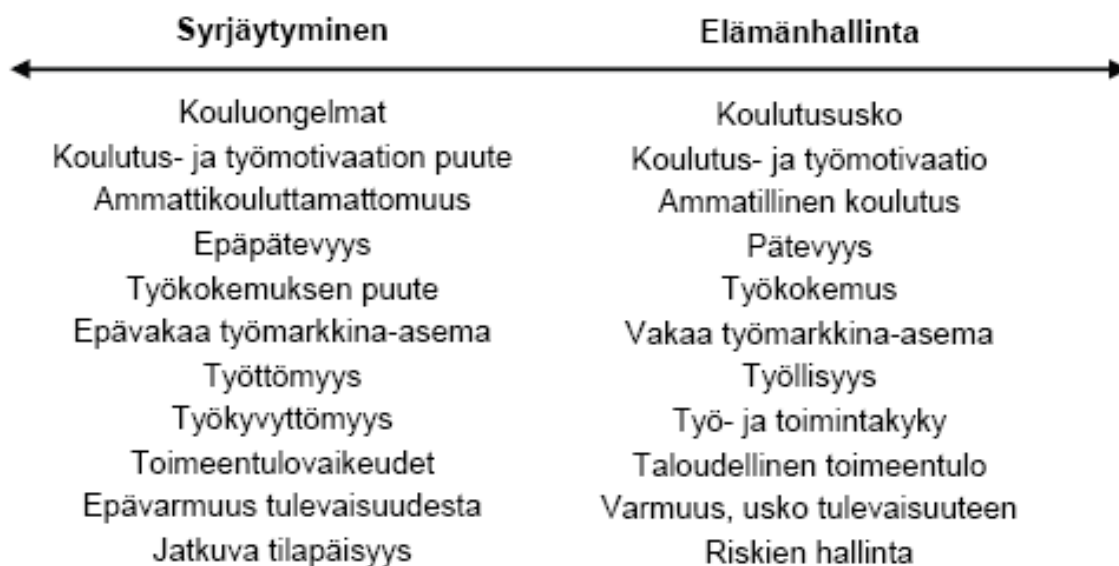 Syrjäytyminen Elämänhallinta
Kouluongelmat Koulutususko
Koulutus- ja työmotivaation puute Koulutus- ja työmotivaatio
Ammattikouluttamattomuus Ammatillinen koulutus
Epäpätevyys Pätevyys
Työkokemuksen puute Työkokemus
Epävakaa työmarkkina-asema Vakaa työmarkkina-asema
Työttömyys Työllisyys
Työkyvyttömyys Työ- ja toimintakyky
Toimeentulovaikeudet Taloudellinen toimeentulo
Epävarmuus tulevaisuudesta Varmuus, usko tulevaisuuteen
Jatkuva tilapäisyys Riskien hallinta